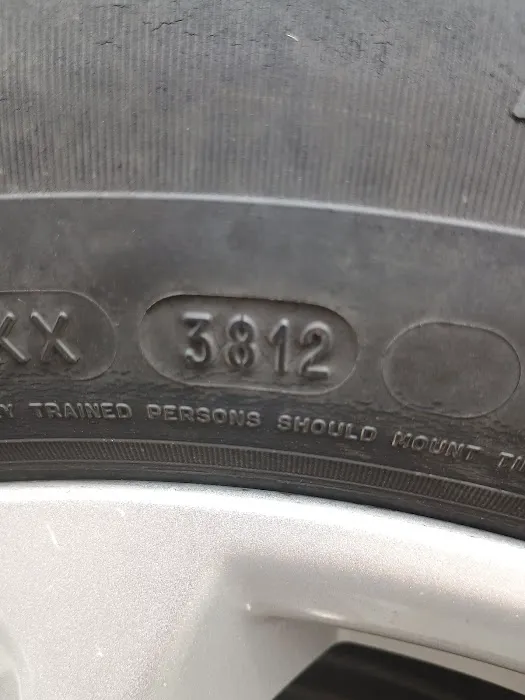 XX 3812
TRAINED PERSONS SHOULD MOUNT